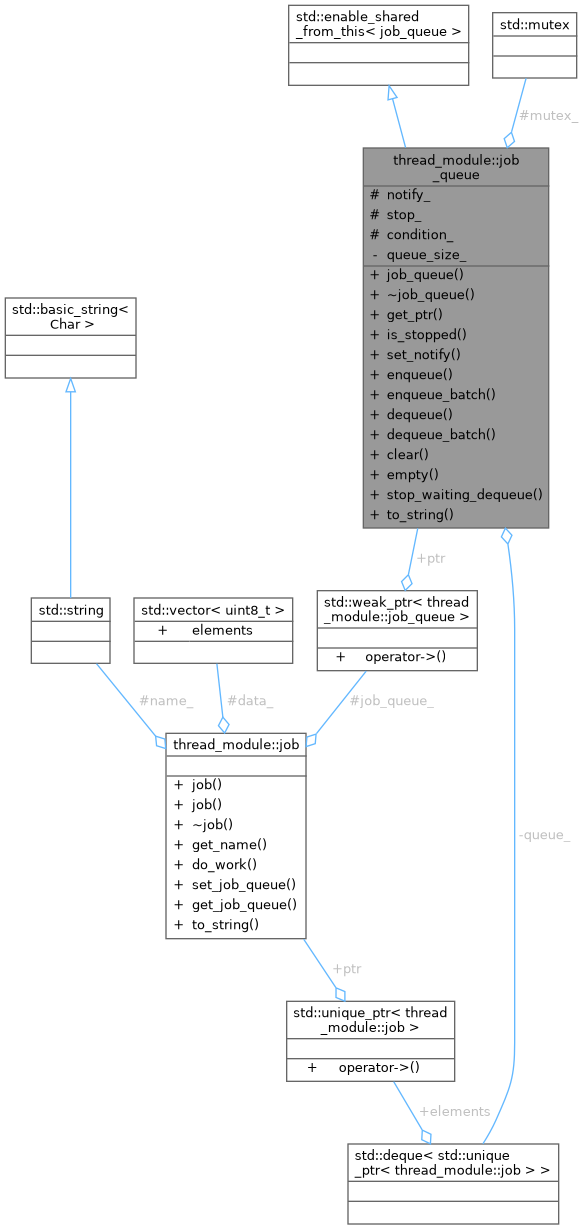 std::enable_shared
_from_this< job_queue >
std::mutex
#mutex_
thread_module::job
_queue
# notify_
# stop_
# condition_
- queue_size_
+ job_queue()
+ ~job_queue()
+ get_ptr()
+ is_stopped()
+ set_notify()
+ enqueue()
+ enqueue_batch()
+ dequeue()
+ dequeue_batch()
+ clear()
+ empty()
+ stop_waiting_dequeue()
+ to_string()
std::basic_string<
Char >
+ptr
std::string
std::vector< uint8_t >
+ elements
std::weak_ptr< thread
_module::job_queue >
+ operator->()
#name_
#data_
#job_queue_
thread_module::job
+ job()
+ job()
+ ~job()
+ get_name()
+ do_work()
+ set_job_queue()
+ get_job_queue()
+ to_string()
-queue_
+ptr
std::unique_ptr< thread
_module::job >
+ operator->()
+elements
std::deque< std::unique
_ptr< thread_module::job > >